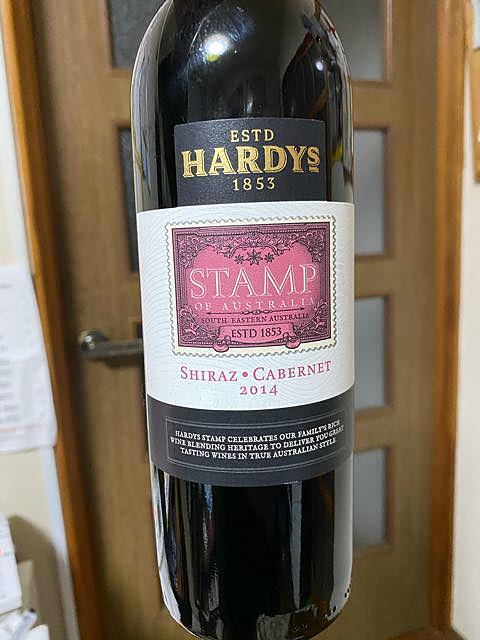 ESTD
HARDYS
1853
STAMP
OF AUSTRALIA
SOUTH EASTERN AUSTRALIA
ESTD 1853
SHIRAZ • CABERNET
2014
HARDYS STAMP CELEBRATES OUR FAMILY'S RICH
WINE BLENDING HERITAGE TO DELIVER YOU GREAT
TASTING WINES IN TRUE AUSTRALIAN STYLE.